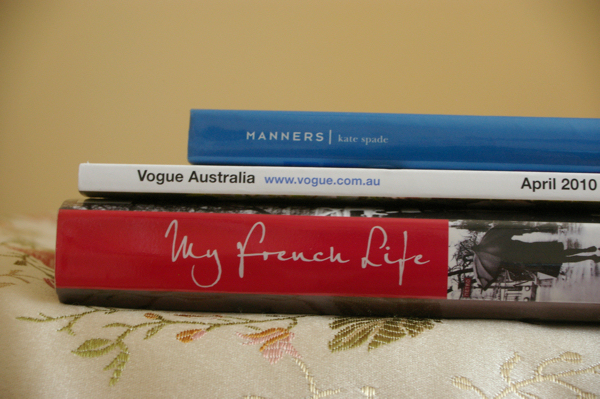 MANNERS| kate spade
Vogue Australia www.vogue.com.au April 2010
My French Life